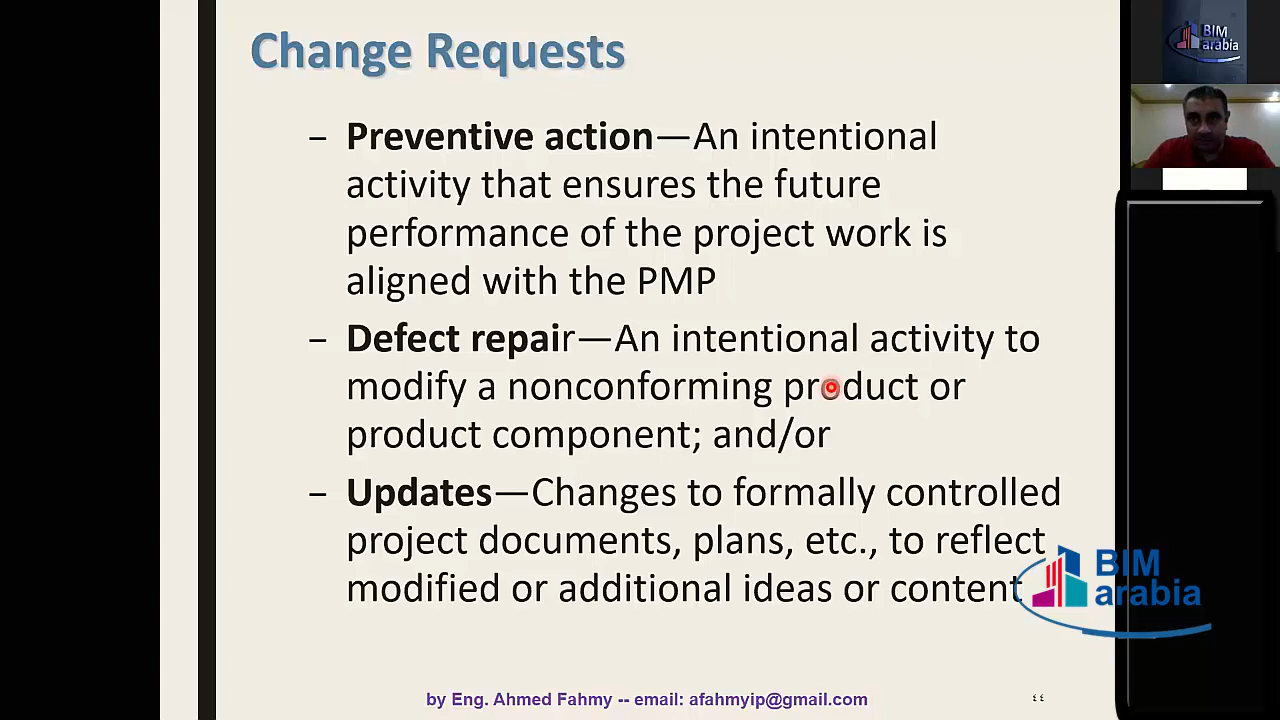 Change Requests
– Preventive action—An intentional
activity that ensures the future
performance of the project work is
aligned with the PMP
– Defect repair—An intentional activity to
modify a nonconforming product or
product component; and/or
– Updates—Changes to formally controlled
project documents, plans, etc., to reflect
modified or additional ideas or content
by Eng. Ahmed Fahmy -- email: afahmyip@gmail.com
٤٤
BIM
arabia
BIM
arabia